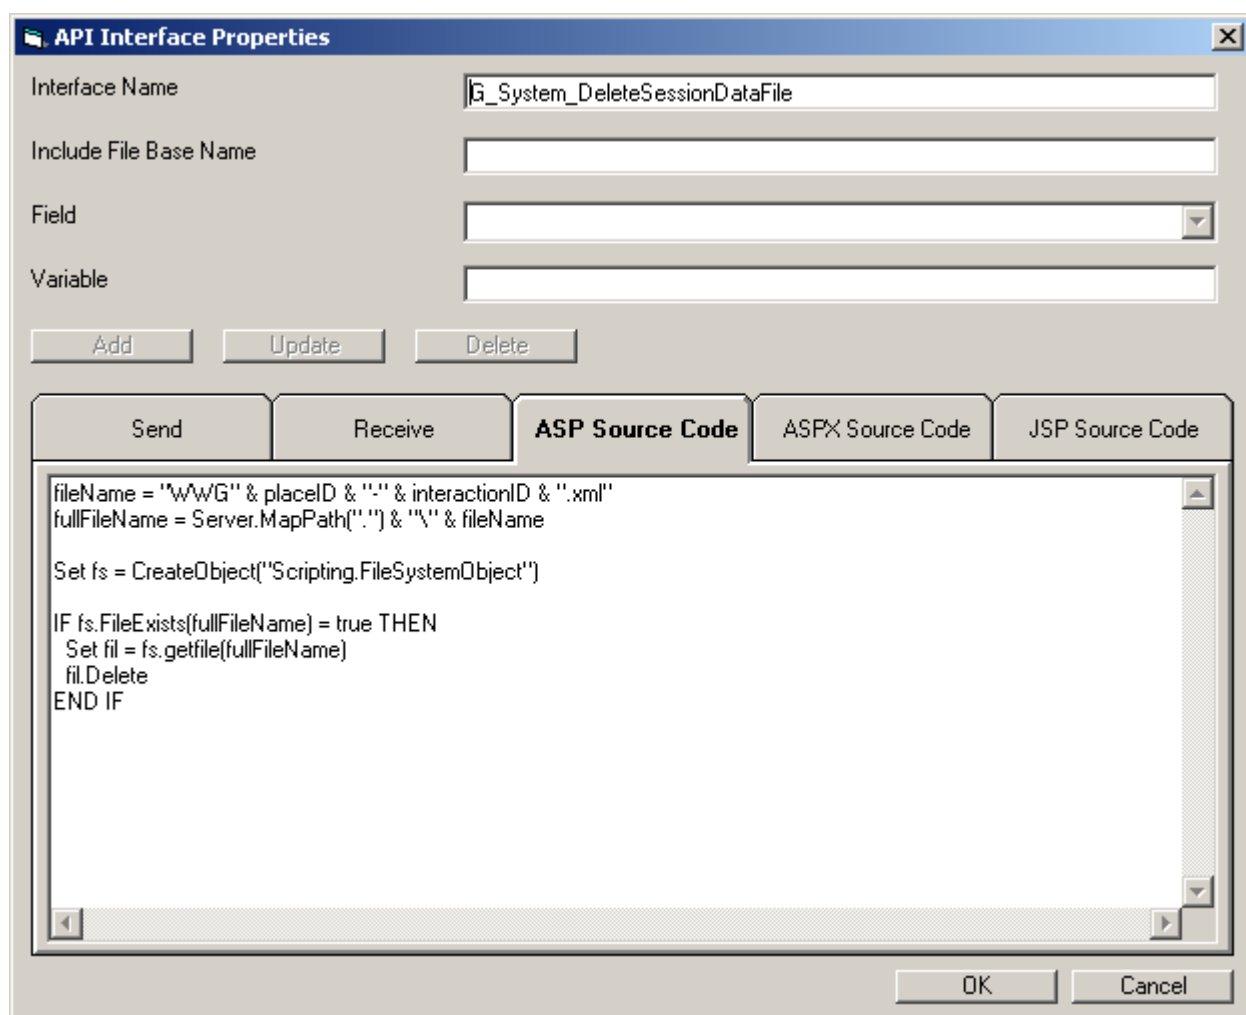 API Interface Properties
Interface Name
G_System_DeleteSessionDataFile
Include File Base Name
Field
Variable
Add Update Delete
Send Receive ASP Source Code ASPX Source Code JSP Source Code
fileName = "WWG" & placeID & "-" & interactionID & ".xml"
fullFileName = Server.MapPath(".") & "\" & fileName
Set fs = CreateObject("Scripting.FileSystemObject")
IF fs.FileExists(fullFileName) = true THEN
Set fil = fs.getfile(fullFileName)
fil.Delete
END IF
OK Cancel